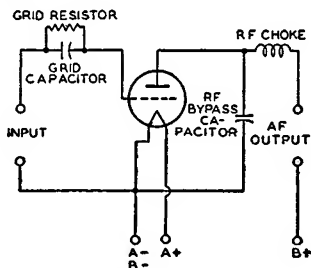 GRID RESISTOR
GRID
CAPACITOR
RF CHOKE
INPUT
RF
BYPASS
CA-
PACITOR
AF
OUTPUT
A-
B-
A+
B+